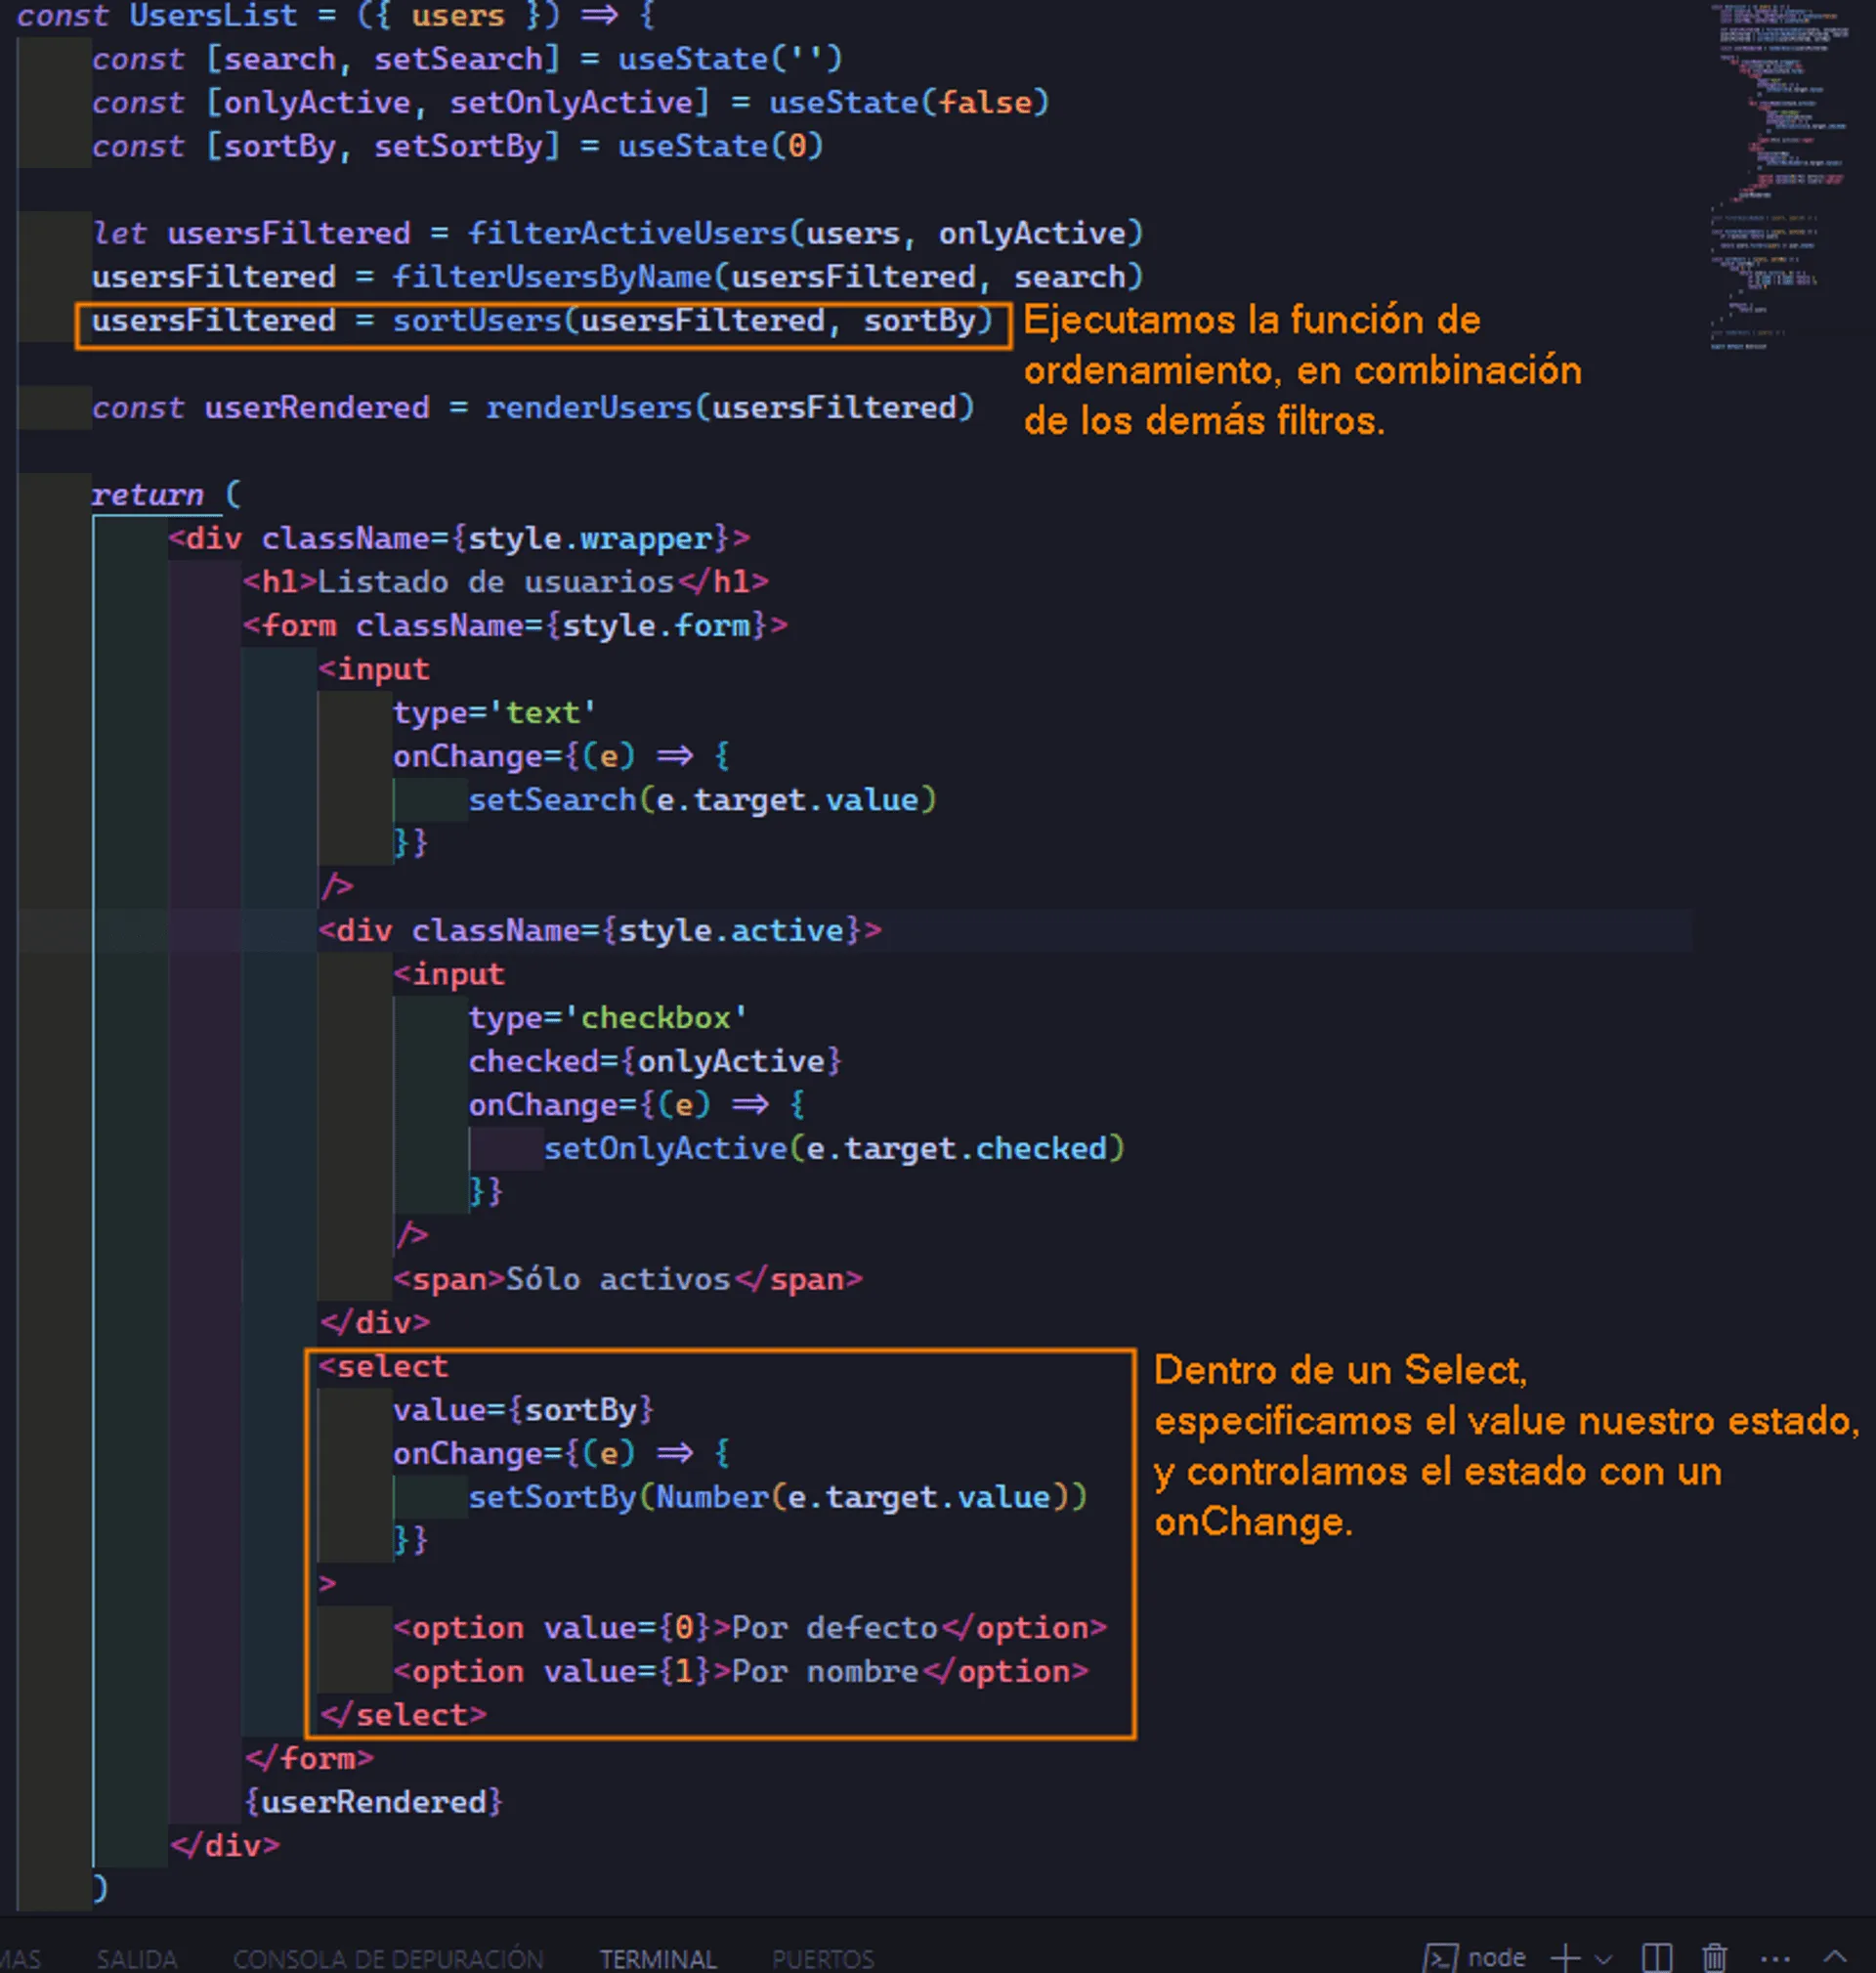 const UsersList = ({ users }) => {
const [search, setSearch] = useState('')
const [onlyActive, setOnlyActive] = useState(false)
const [sortBy, setSortBy] = useState(0)
let usersFiltered = filterActiveUsers(users, onlyActive)
usersFiltered = filterUsersByName(usersFiltered, search)
usersFiltered = sortUsers(usersFiltered, sortBy)
Ejecutamos la función de
ordenamiento, en combinación
de los demás filtros.
const userRendered = renderUsers(usersFiltered)
return (
<div className={style.wrapper}>
<h1>Listado de usuarios</h1>
<form className={style.form}>
<input
type='text'
onChange={(e) => {
setSearch(e.target.value)
}}
/>
<div className={style.active}>
<input
type='checkbox'
checked={onlyActive}
onChange={(e) => {
setOnlyActive(e.target.checked)
}}
/>
<span>Sólo activos</span>
</div>
<select
value={sortBy}
onChange={(e) => {
setSortBy(Number(e.target.value))
}}
>
<option value={0}>Por defecto</option>
<option value={1}>Por nombre</option>
</select>
Dentro de un Select,
especificamos el value nuestro estado,
y controlamos el estado con un
onChange.
</form>
{userRendered}
</div>
)
MAS SALIDA CONSOLA DE DEPURACIÓN TERMINAL PUERTOS node